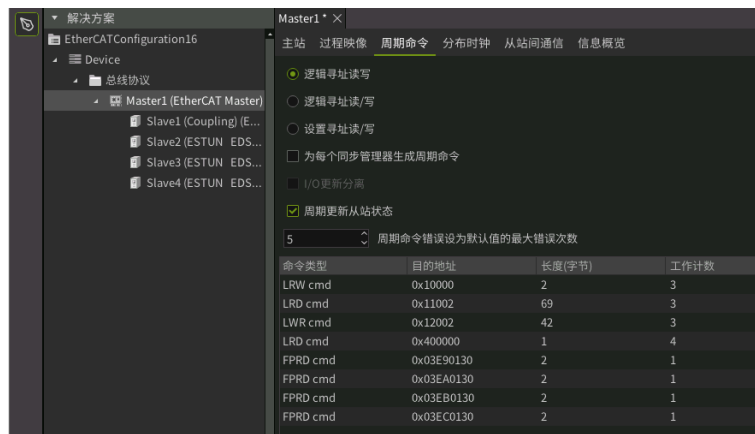 解决方案
EtherCATConfiguration16
Device
总线协议
Master1 (EtherCAT Master)
Slave1 (Coupling) (E...
Slave2 (ESTUN EDS...
Slave3 (ESTUN EDS...
Slave4 (ESTUN EDS...
Master1 *
主站 过程映像 周期命令 分布时钟 从站间通信 信息概览
逻辑寻址读写
逻辑寻址读/写
设置寻址读/写
为每个同步管理器生成周期命令
I/O更新分离
周期更新从站状态
5 周期命令错误设为默认值的最大错误次数
命令类型 目的地址 长度(字节) 工作计数
LRW cmd 0x10000 2 3
LRD cmd 0x11002 69 3
LWR cmd 0x12002 42 3
LRD cmd 0x400000 1 4
FPRD cmd 0x03E90130 2 1
FPRD cmd 0x03EA0130 2 1
FPRD cmd 0x03EB0130 2 1
FPRD cmd 0x03EC0130 2 1